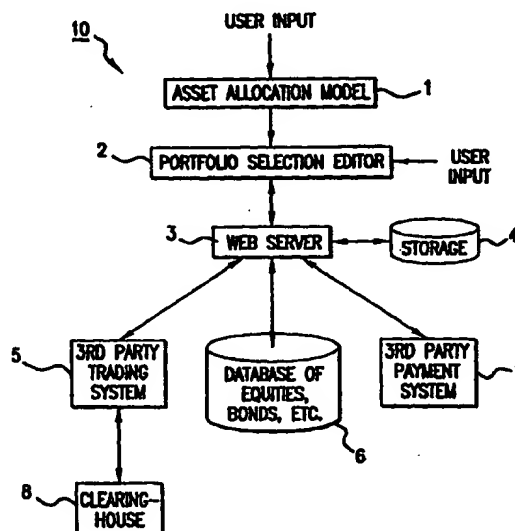 USER INPUT
10
ASSET ALLOCATION MODEL
1
2
PORTFOLIO SELECTION EDITOR
USER
INPUT
3
WEB SERVER
STORAGE
4
5
3RD PARTY
TRADING
SYSTEM
DATABASE OF
EQUITIES,
BONDS, ETC.
3RD PARTY
PAYMENT
SYSTEM
6
8
CLEARING-
HOUSE